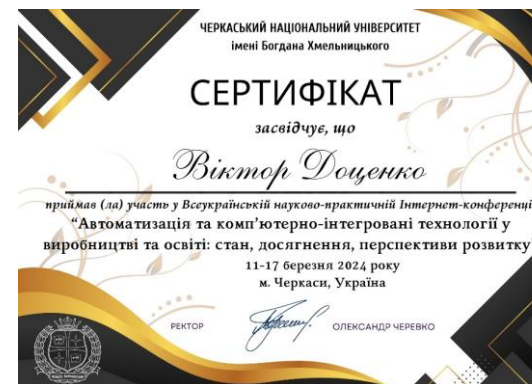 ЧЕРКАСЬКИЙ НАЦІОНАЛЬНИЙ УНІВЕРСИТЕТ
імені Богдана Хмельницького
СЕРТИФІКАТ
засвідчує, що
Віктор Доценко
приймав (ла) участь у Всеукраїнській науково-практичній Інтернет-конференції
“Автоматизація та комп’ютерно-інтегровані технології у
виробництві та освіті: стан, досягнення, перспективи розвитку
11-17 березня 2024 року
м. Черкаси, Україна
РЕКТОР
ОЛЕКСАНДР ЧЕРЕВКО